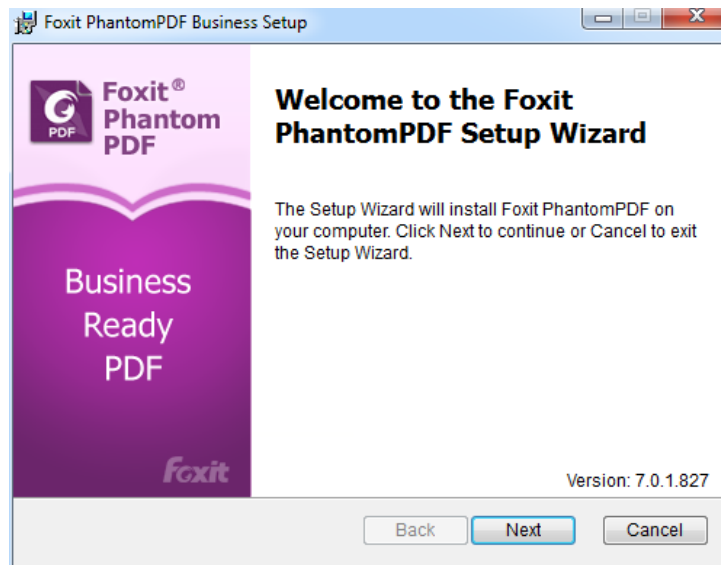 Foxit PhantomPDF Business Setup
Foxit®
Phantom
PDF
PDF
Welcome to the Foxit
PhantomPDF Setup Wizard
The Setup Wizard will install Foxit PhantomPDF on
your computer. Click Next to continue or Cancel to exit
the Setup Wizard.
Business
Ready
PDF
Foxit
Version: 7.0.1.827
Back
Next
Cancel